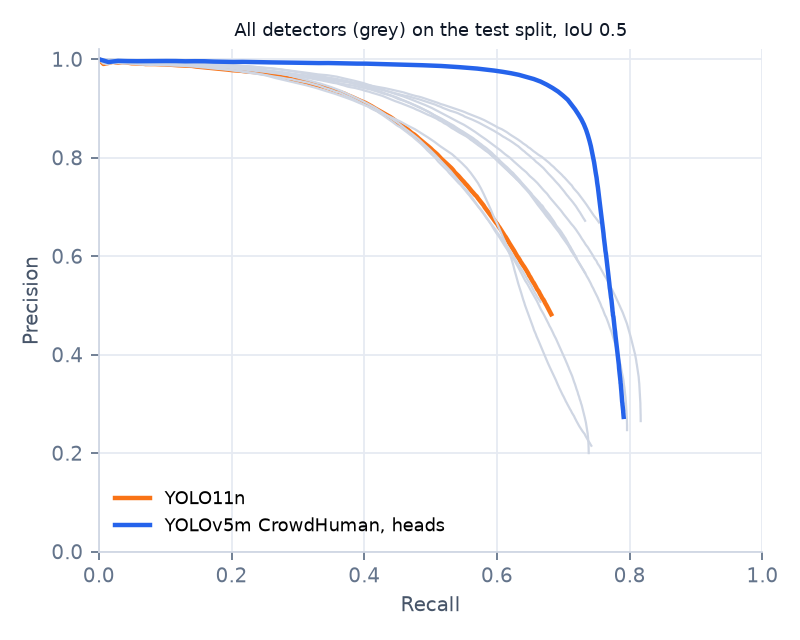 All detectors (grey) on the test split, IoU 0.5
1.0
0.8
0.6
0.4
0.2
0.0
Precision
YOLO11n
YOLOv5m CrowdHuman, heads
0.0 0.2 0.4 0.6 0.8 1.0
Recall